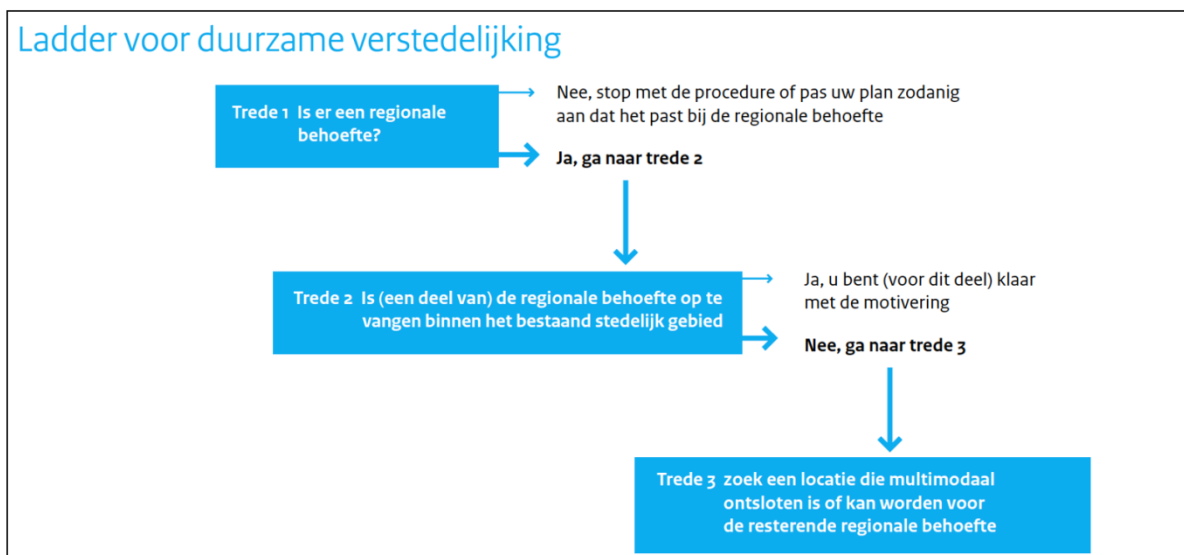 Ladder voor duurzame verstedelijking
Trede 1 Is er een regionale
behoefte?
Nee, stop met de procedure of pas uw plan zodanig
aan dat het past bij de regionale behoefte
Ja, ga naar trede 2
Trede 2 Is (een deel van) de regionale behoefte op te
vangen binnen het bestaand stedelijk gebied
Ja, u bent (voor dit deel) klaar
met de motivering
Nee, ga naar trede 3
Trede 3 zoek een locatie die multimodaal
ontsloten is of kan worden voor
de resterende regionale behoefte